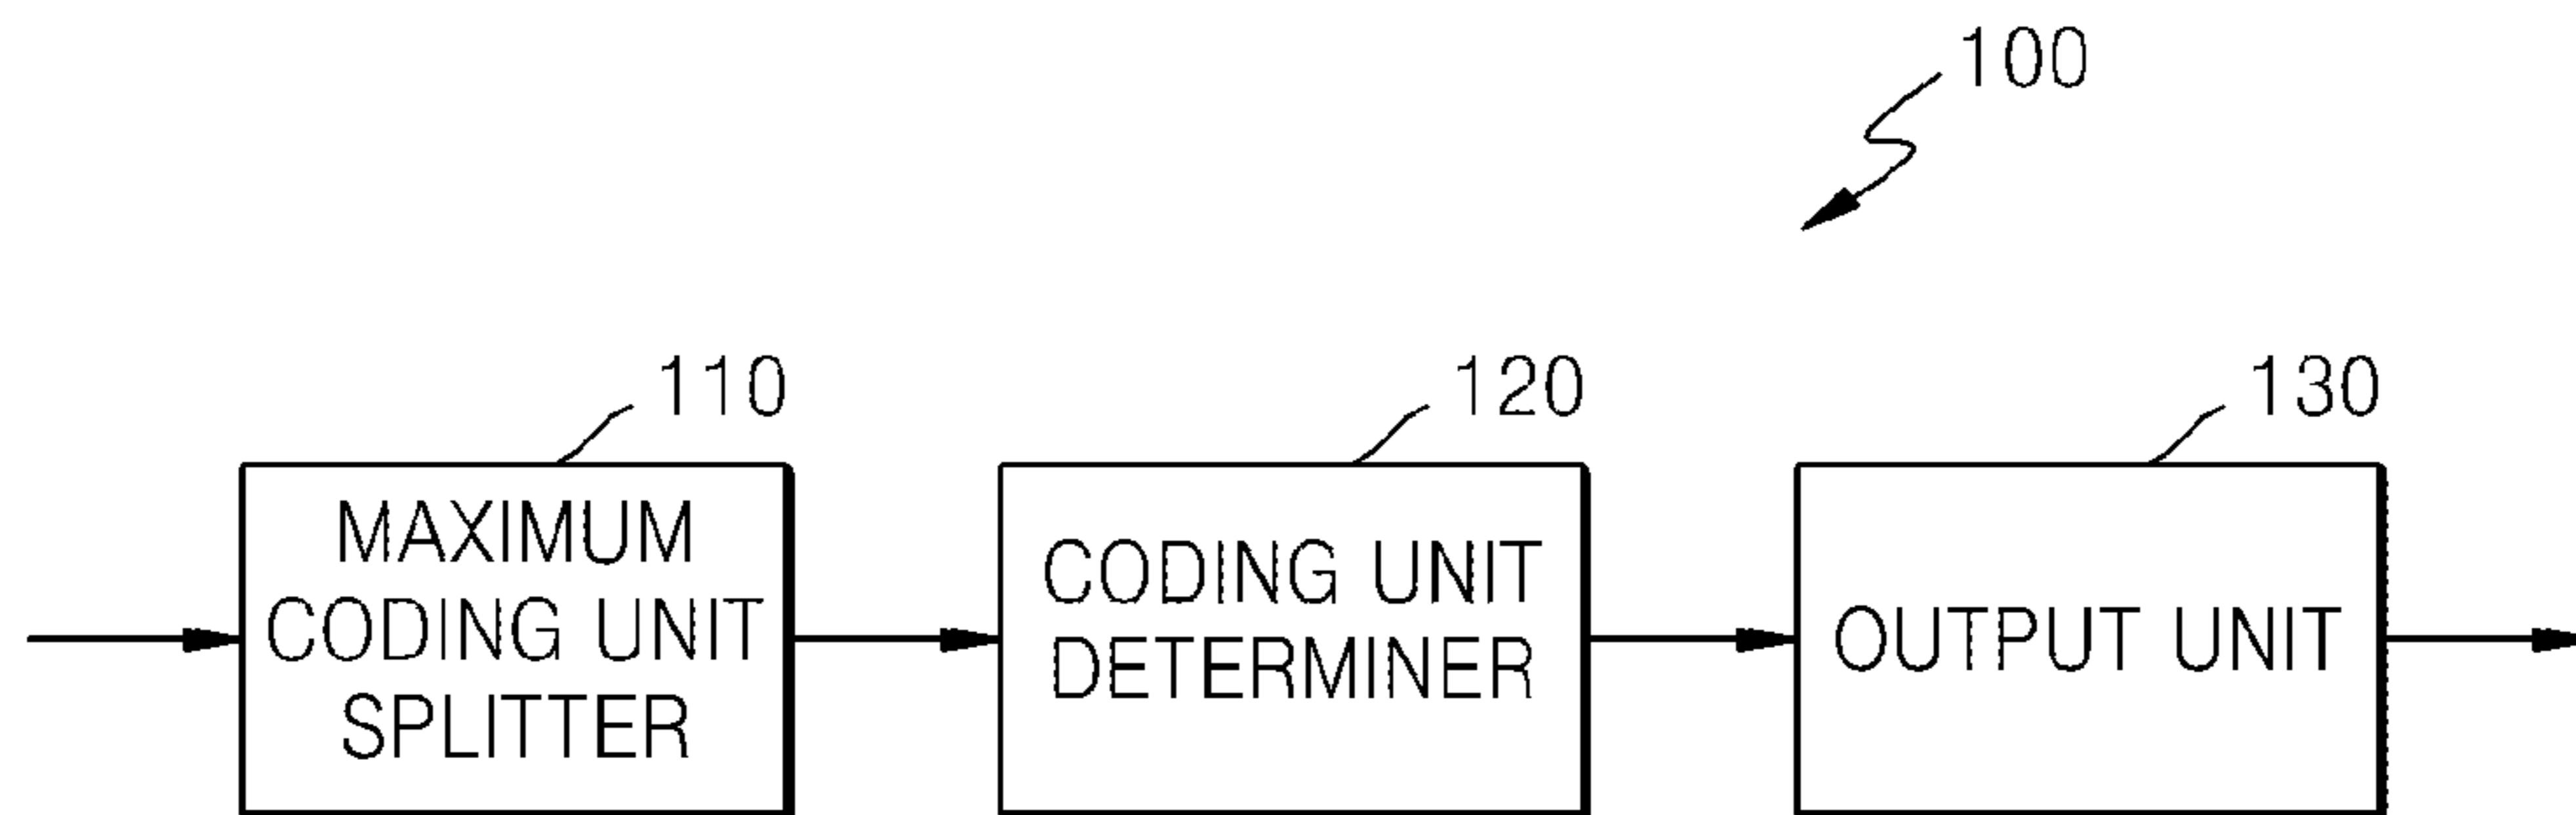 100
110
120
130
MAXIMUM
CODING UNIT
SPLITTER
CODING UNIT
DETERMINER
OUTPUT UNIT